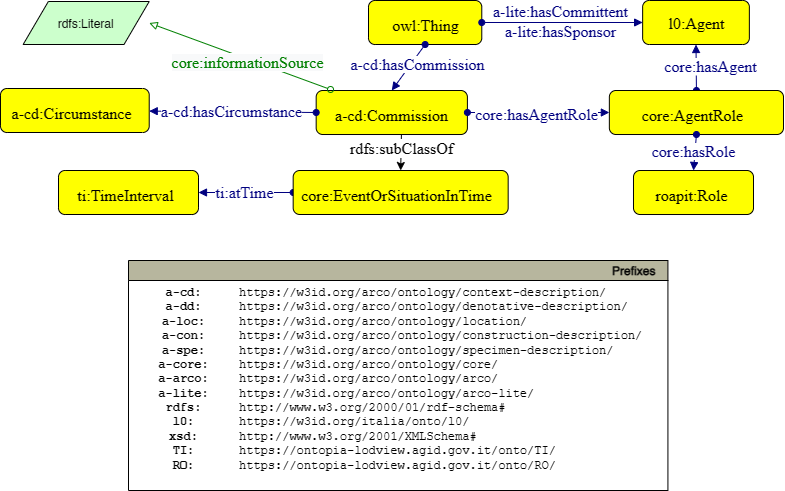 rdfs:Literal
owl:Thing
a-lite:hasCommittent
a-lite:hasSponsor
l0:Agent
core:informationSource
a-cd:hasCommission
core:hasAgent
a-cd:Circumstance
a-cd:hasCircumstance
a-cd:Commission
core:hasAgentRole
core:AgentRole
rdfs:subClassOf
core:hasRole
ti:TimeInterval
ti:atTime
core:EventOrSituationInTime
roapit:Role
Prefixes
a-cd: https://w3id.org/arco/ontology/context-description/
a-dd: https://w3id.org/arco/ontology/denotative-description/
a-loc: https://w3id.org/arco/ontology/location/
a-con: https://w3id.org/arco/ontology/construction-description/
a-spe: https://w3id.org/arco/ontology/specimen-description/
a-core: https://w3id.org/arco/ontology/core/
a-arco: https://w3id.org/arco/ontology/arco/
a-lite: https://w3id.org/arco/ontology/arco-lite/
rdfs: http://www.w3.org/2000/01/rdf-schema#
l0: https://w3id.org/italia/onto/l0/
xsd: http://www.w3.org/2001/XMLSchema#
TI: https://ontopia-lodview.agid.gov.it/onto/TI/
RO: https://ontopia-lodview.agid.gov.it/onto/RO/